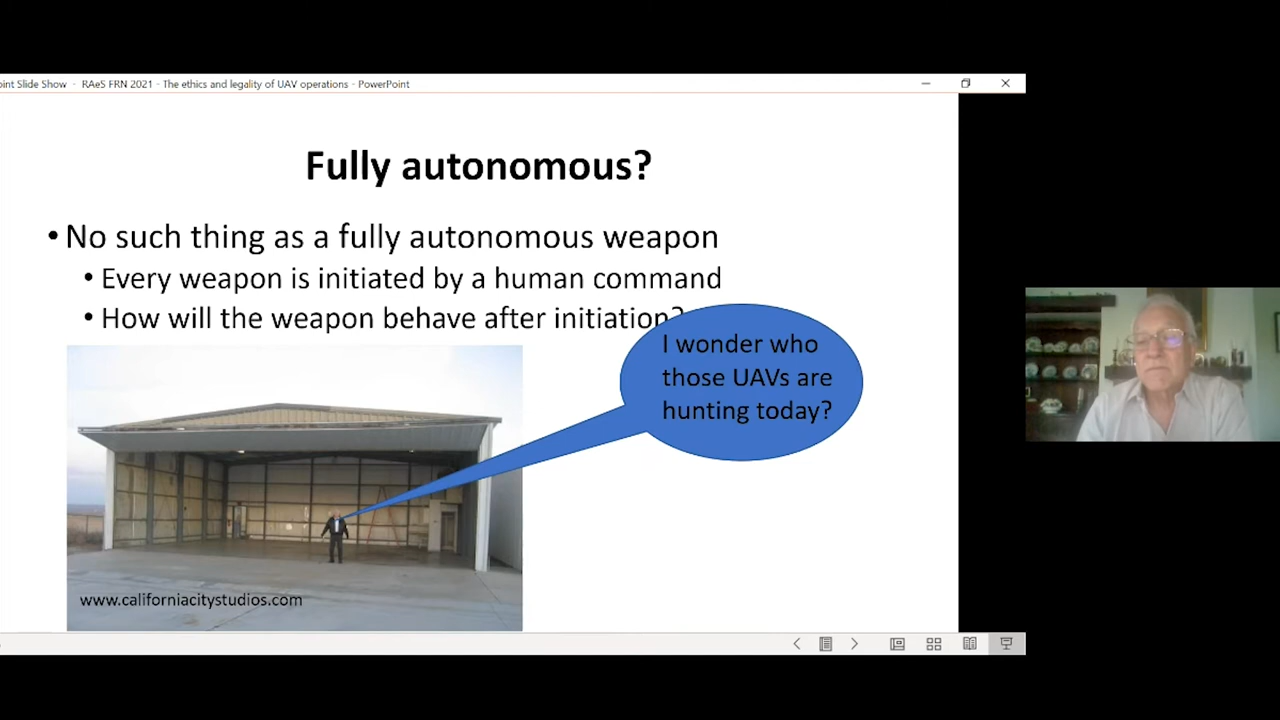 int Slide Show - RAeS FRN 2021 - The ethics and legality of UAV operations - PowerPoint
Fully autonomous?
• No such thing as a fully autonomous weapon
• Every weapon is initiated by a human command
• How will the weapon behave after initiation?
I wonder who
those UAVs are
hunting today?
www.californiacitystudios.com